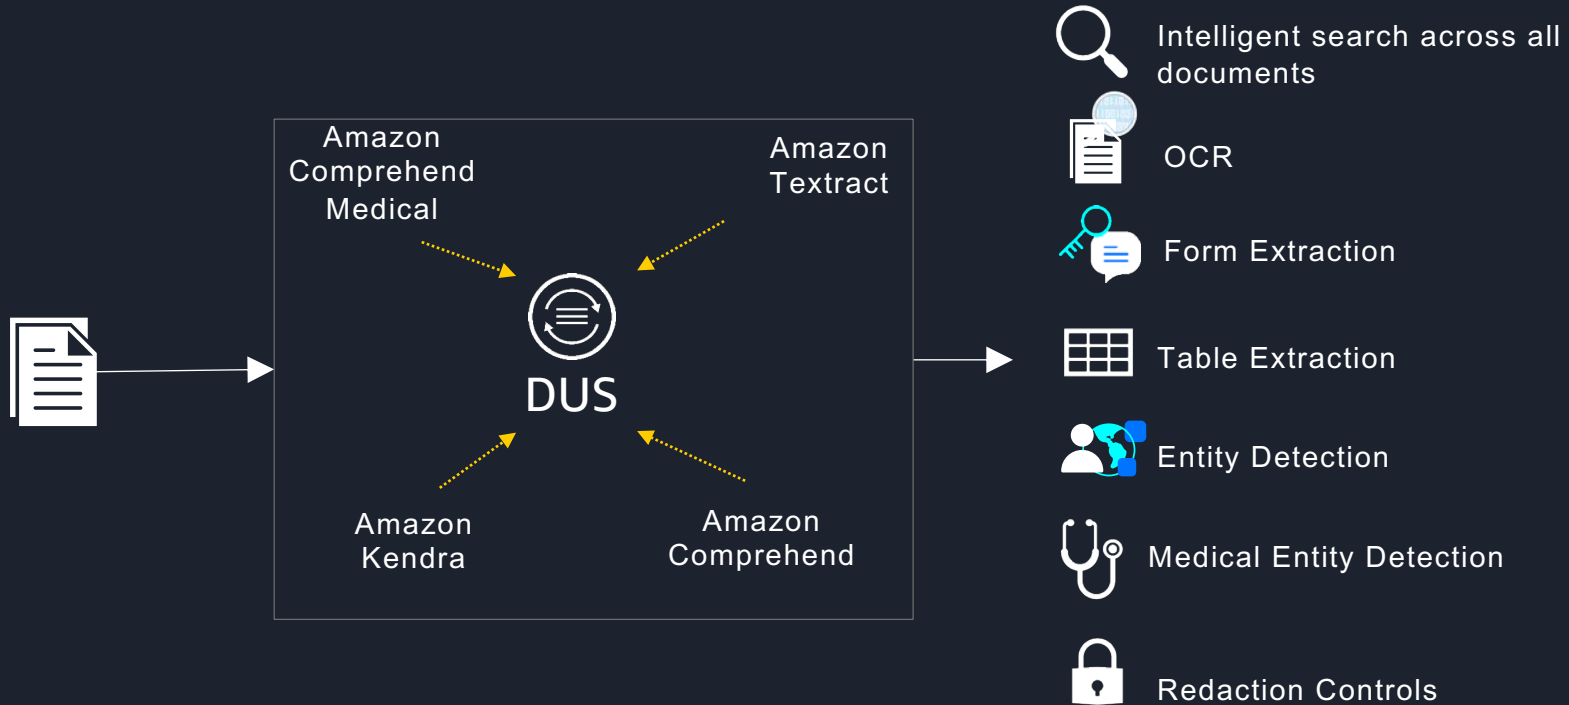 Amazon
Comprehend
Medical
Amazon
Textract
DUS
Amazon
Kendra
Amazon
Comprehend
Intelligent search across all
documents
OCR
Form Extraction
Table Extraction
Entity Detection
Medical Entity Detection
Redaction Controls